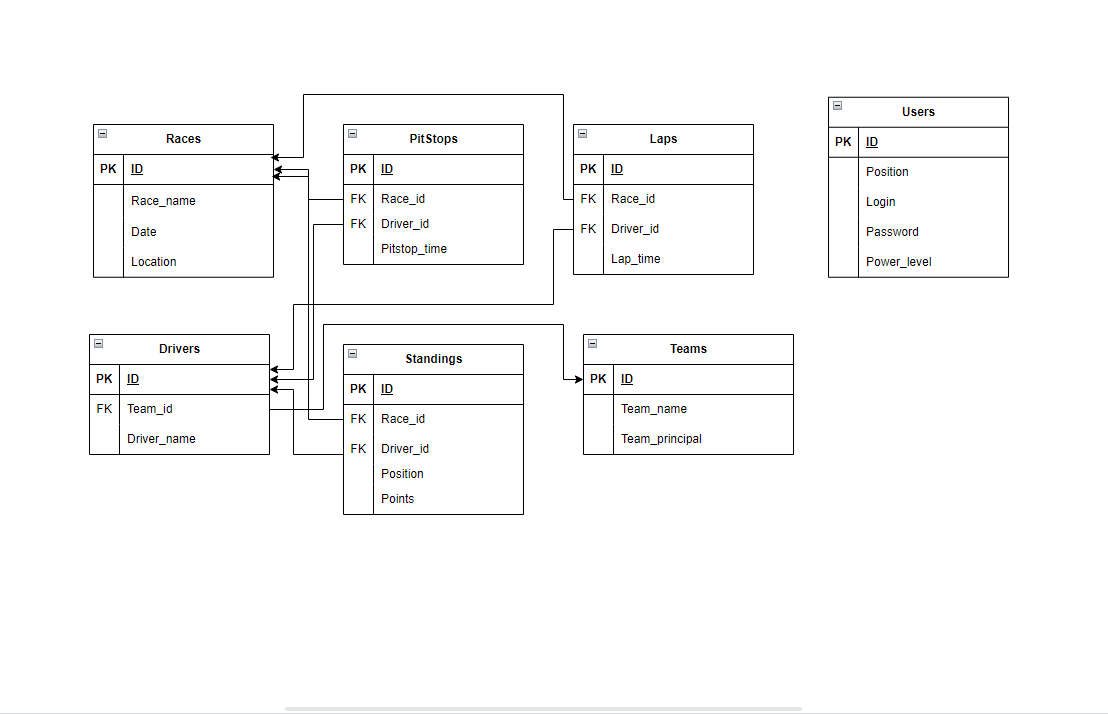 Races
PK ID
Race_name
Date
Location
PitStops
PK ID
FK Race_id
FK Driver_id
Pitstop_time
Laps
PK ID
FK Race_id
FK Driver_id
Lap_time
Users
PK ID
Position
Login
Password
Power_level
Drivers
PK ID
FK Team_id
Driver_name
Standings
PK ID
FK Race_id
FK Driver_id
Position
Points
Teams
PK ID
Team_name
Team_principal